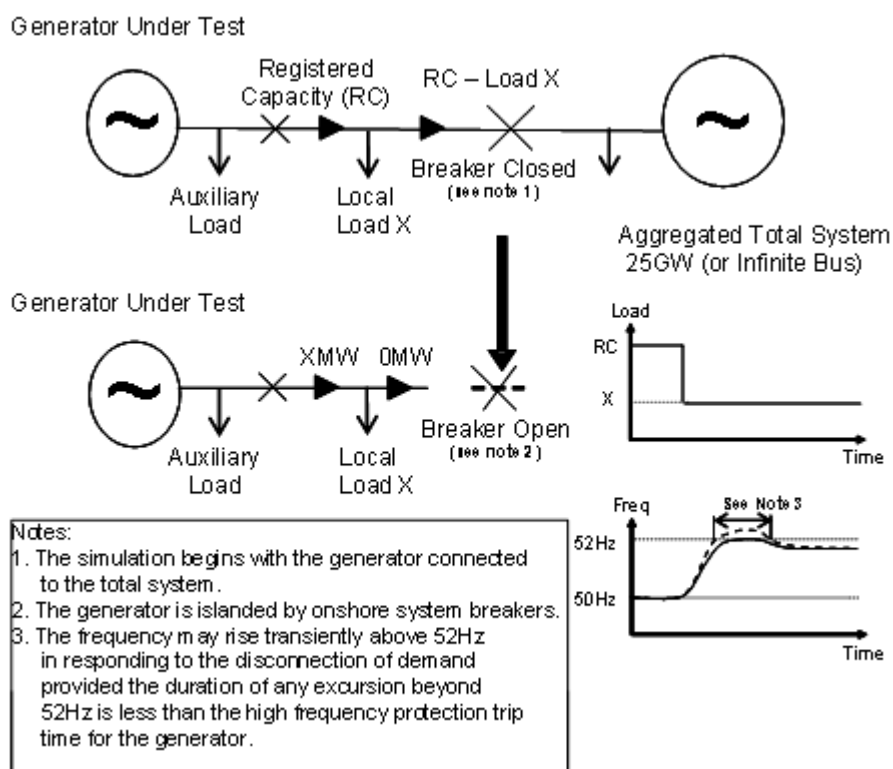 Generator Under Test
Registered
Capacity (RC)
RC – Load X
Auxiliary
Load
Local
Load X
Breaker Closed
(see note 1)
Aggregated Total System
25GW (or Infinite Bus)
Generator Under Test
XMW
0MW
Auxiliary
Load
Local
Load X
Breaker Open
(see note 2)
Load
RC
X
Time
Freq
See Note 3
52Hz
50Hz
Time
Notes:
1. The simulation begins with the generator connected
to the total system.
2. The generator is islanded by onshore system breakers.
3. The frequency may rise transiently above 52Hz
in responding to the disconnection of demand
provided the duration of any excursion beyond
52Hz is less than the high frequency protection trip
time for the generator.